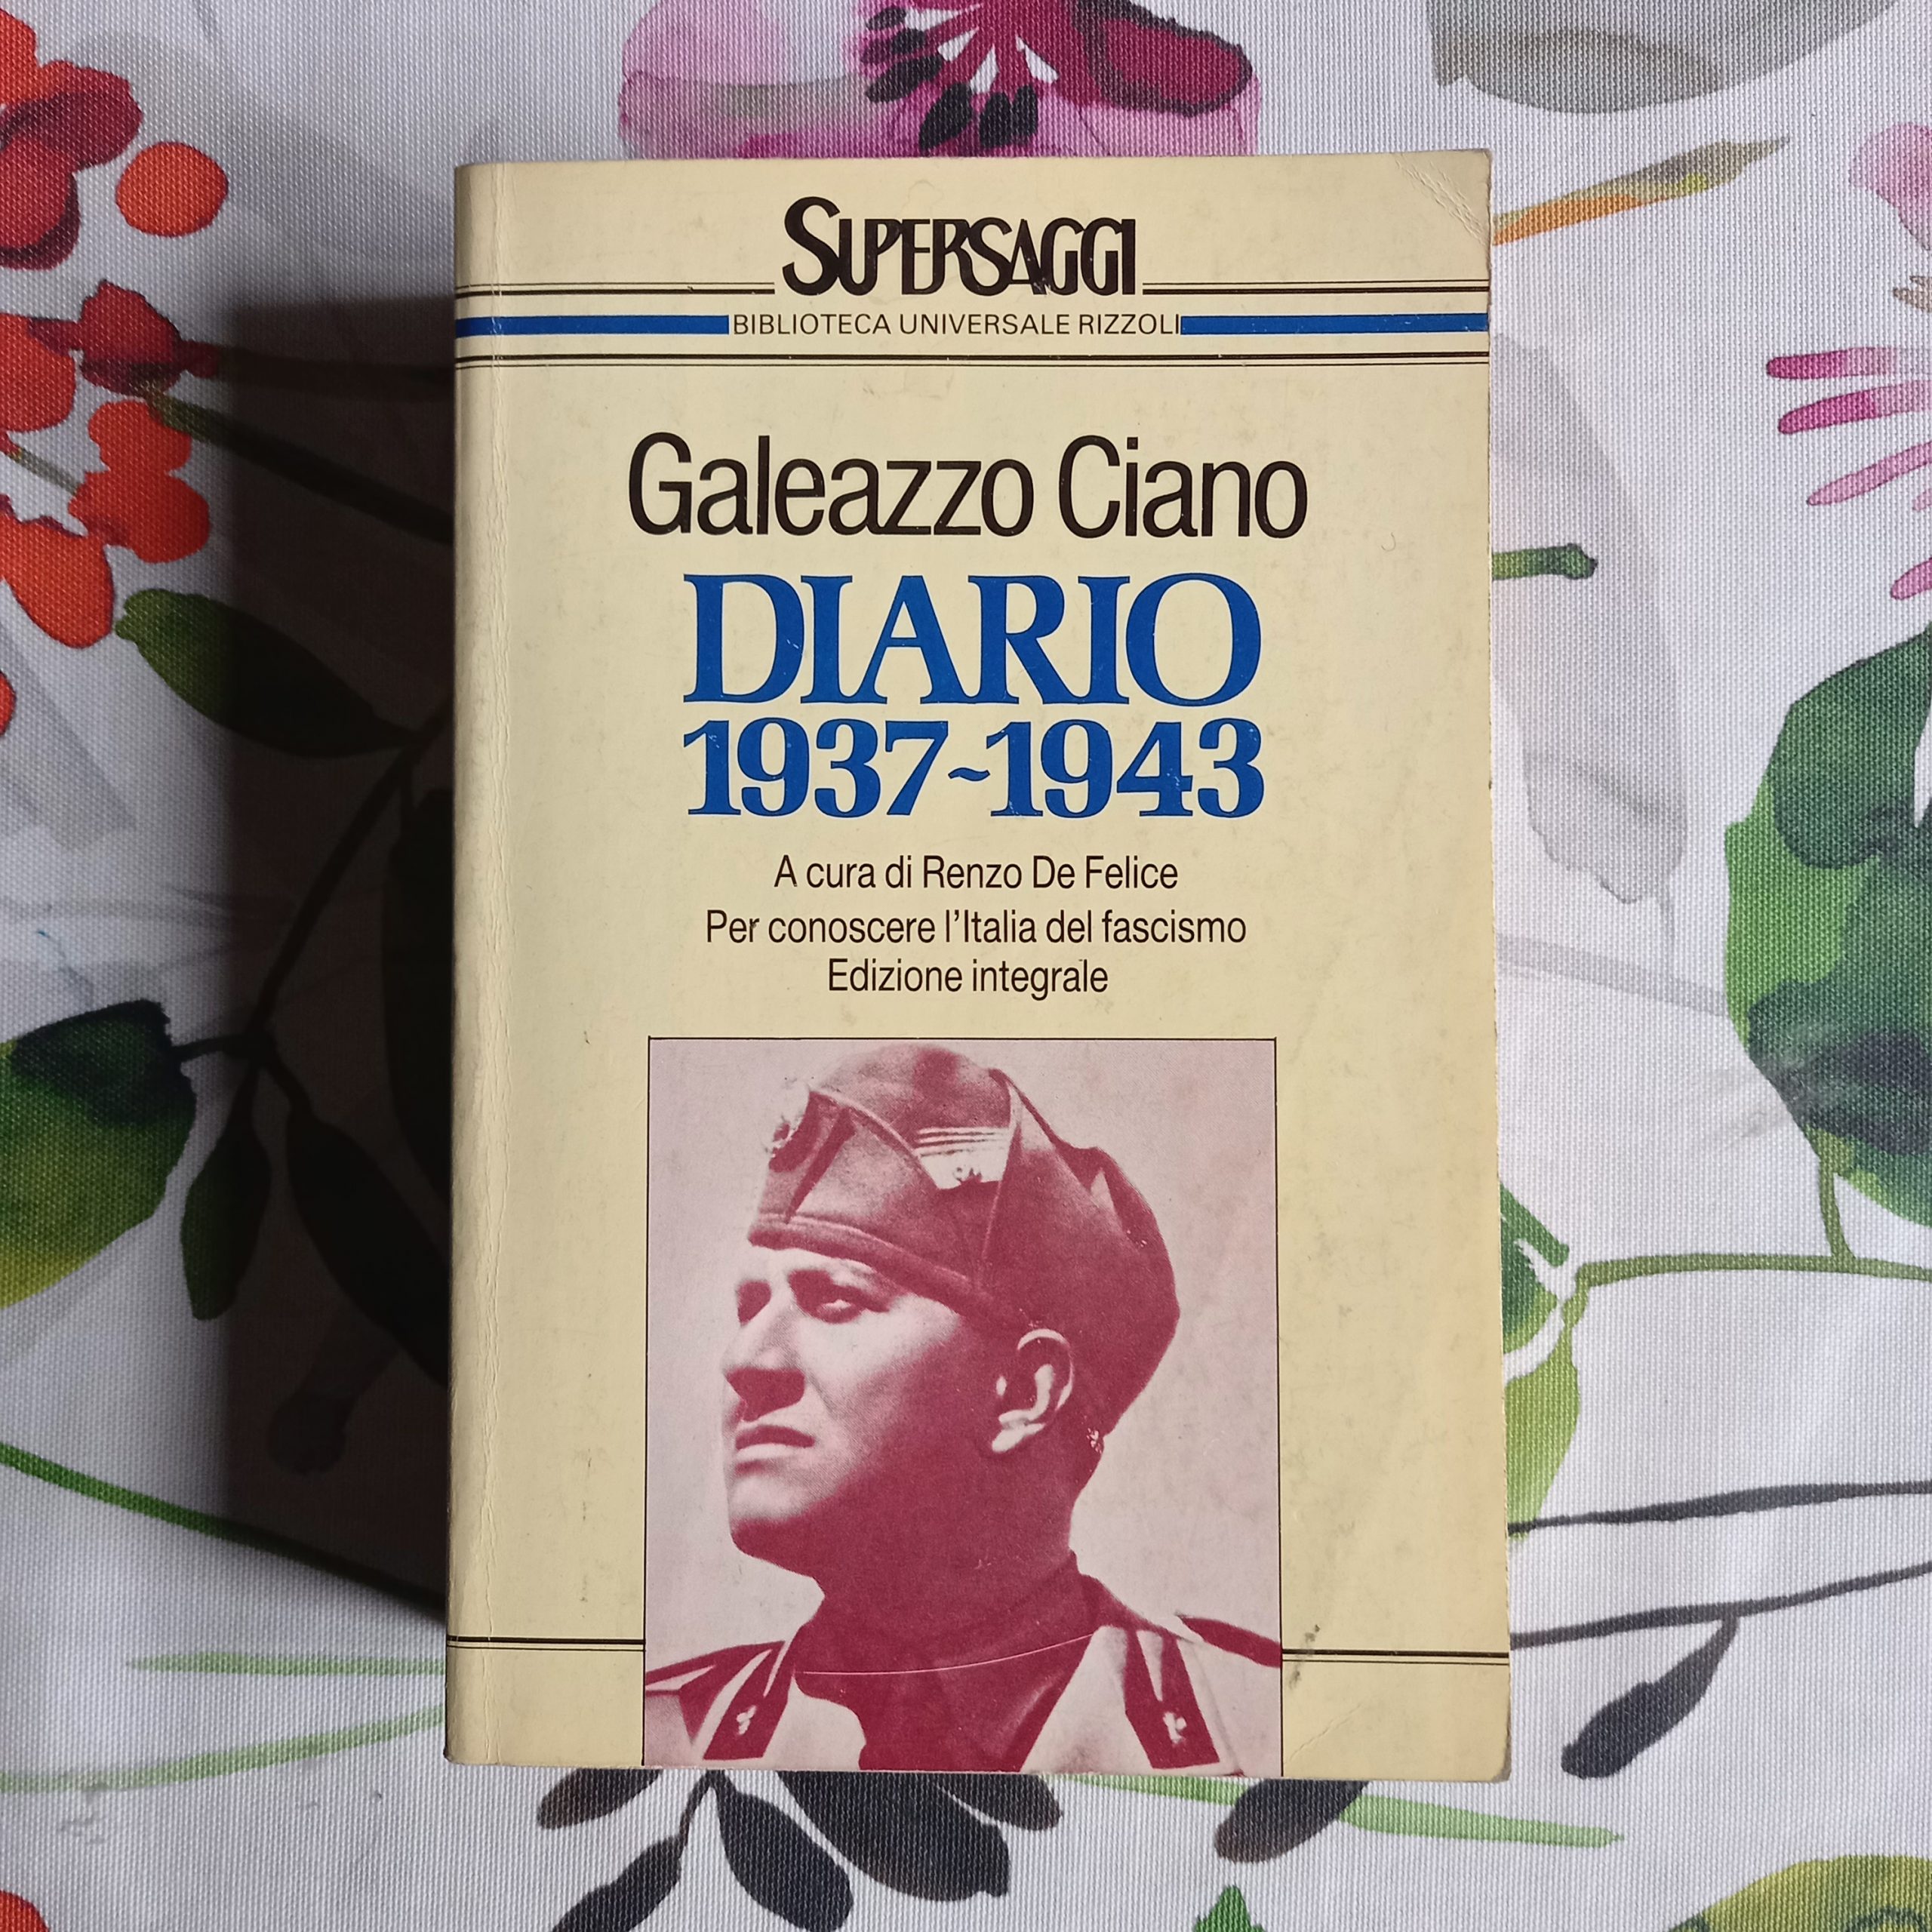 SUPERSAGGI
BIBLIOTECA UNIVERSALE RIZZOLI
Galeazzo Ciano
DIARIO
1937~1943
A cura di Renzo De Felice
Per conoscere l'Italia del fascismo
Edizione integrale